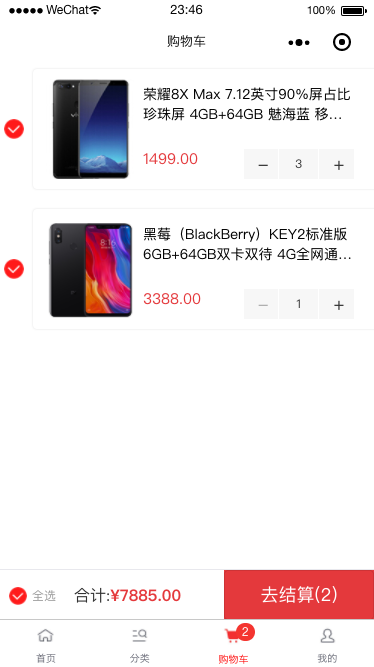 WeChat 23:46 100%
购物车
荣耀8X Max 7.12英寸90%屏占比
珍珠屏 4GB+64GB 魅海蓝 移...
1499.00 − 3 +
黑莓（BlackBerry）KEY2标准版
6GB+64GB双卡双待 4G全网通...
3388.00 − 1 +
全选 合计:¥7885.00 去结算(2)
2
首页 分类 购物车 我的